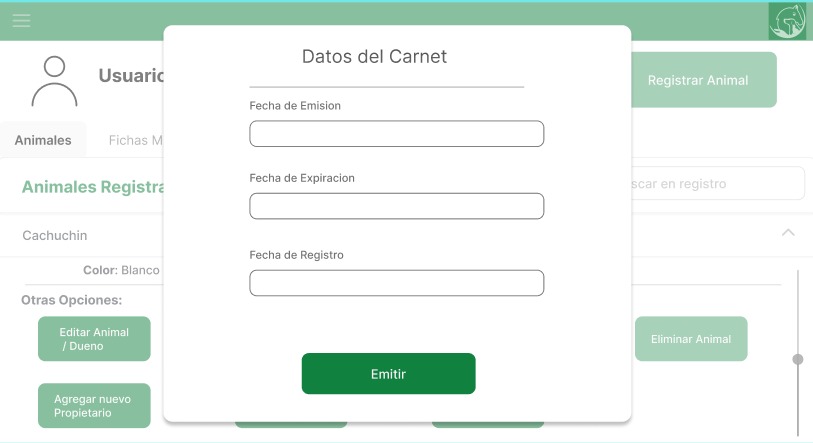 Datos del Carnet
Usuario
Registrar Animal
Fecha de Emision
Animales
Fichas M
Fecha de Expiracion
Animales Registra
scar en registro
Cachuchin
Fecha de Registro
Color: Blanco
Otras Opciones:
Editar Animal
/ Dueno
Eliminar Animal
Emitir
Agregar nuevo
Propietario